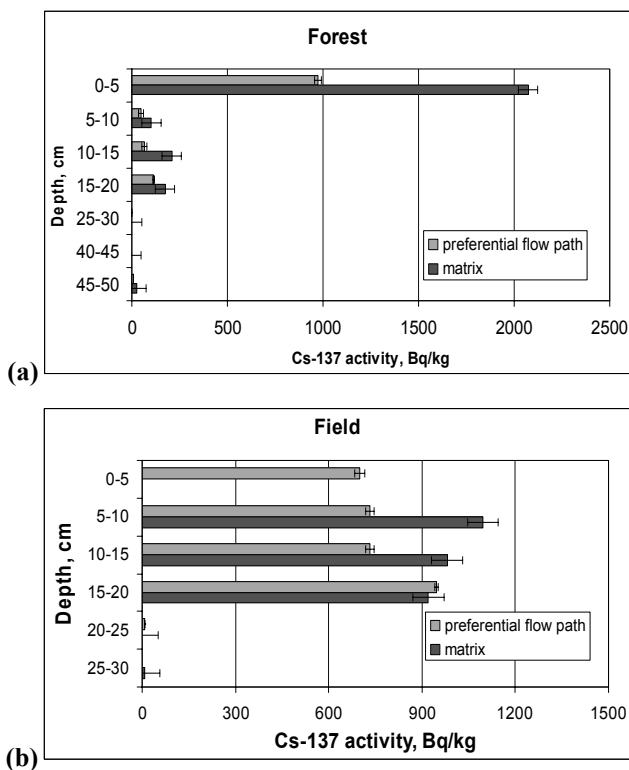 Forest
Depth, cm
0-5
5-10
10-15
15-20
25-30
40-45
45-50
preferential flow path
matrix
0 500 1000 1500 2000 2500
Cs-137 activity, Bq/kg
(a)
Field
Depth, cm
0-5
5-10
10-15
15-20
20-25
25-30
preferential flow path
matrix
0 300 600 900 1200 1500
Cs-137 activity, Bq/kg
(b)